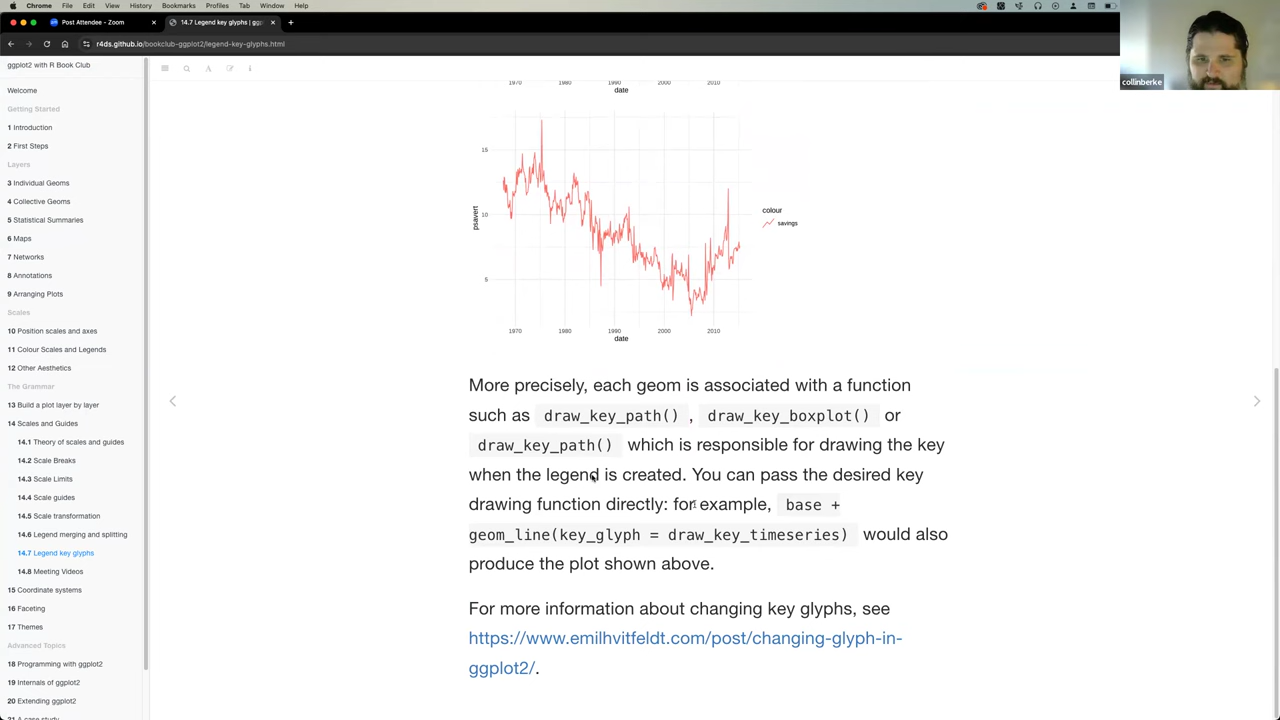 Chrome File Edit View History Bookmarks Profiles Tab Window Help
Post Attendee - Zoom
14.7 Legend key glyphs | ggp
r4ds.github.io/bookclub-ggplot2/legend-key-glyphs.html
collinberke
ggplot2 with R Book Club
Welcome
Getting Started
1 Introduction
2 First Steps
Layers
3 Individual Geoms
4 Collective Geoms
5 Statistical Summaries
6 Maps
7 Networks
8 Annotations
9 Arranging Plots
Scales
10 Position scales and axes
11 Colour Scales and Legends
12 Other Aesthetics
The Grammar
13 Build a plot layer by layer
14 Scales and Guides
14.1 Theory of scales and guides
14.2 Scale Breaks
14.3 Scale Limits
14.4 Scale guides
14.5 Scale transformation
14.6 Legend merging and splitting
14.7 Legend key glyphs
14.8 Meeting Videos
15 Coordinate systems
16 Faceting
17 Themes
Advanced Topics
18 Programming with ggplot2
19 Internals of ggplot2
20 Extending ggplot2
21 A case study
1970 1980 1990 2000 2010
date
15
10
5
psavert
colour
savings
1970 1980 1990 2000 2010
date
More precisely, each geom is associated with a function
such as draw_key_path() , draw_key_boxplot() or
draw_key_path() which is responsible for drawing the key
when the legend is created. You can pass the desired key
drawing function directly: for example, base +
geom_line(key_glyph = draw_key_timeseries) would also
produce the plot shown above.
For more information about changing key glyphs, see
https://www.emilhvitfeldt.com/post/changing-glyph-in-
ggplot2/.